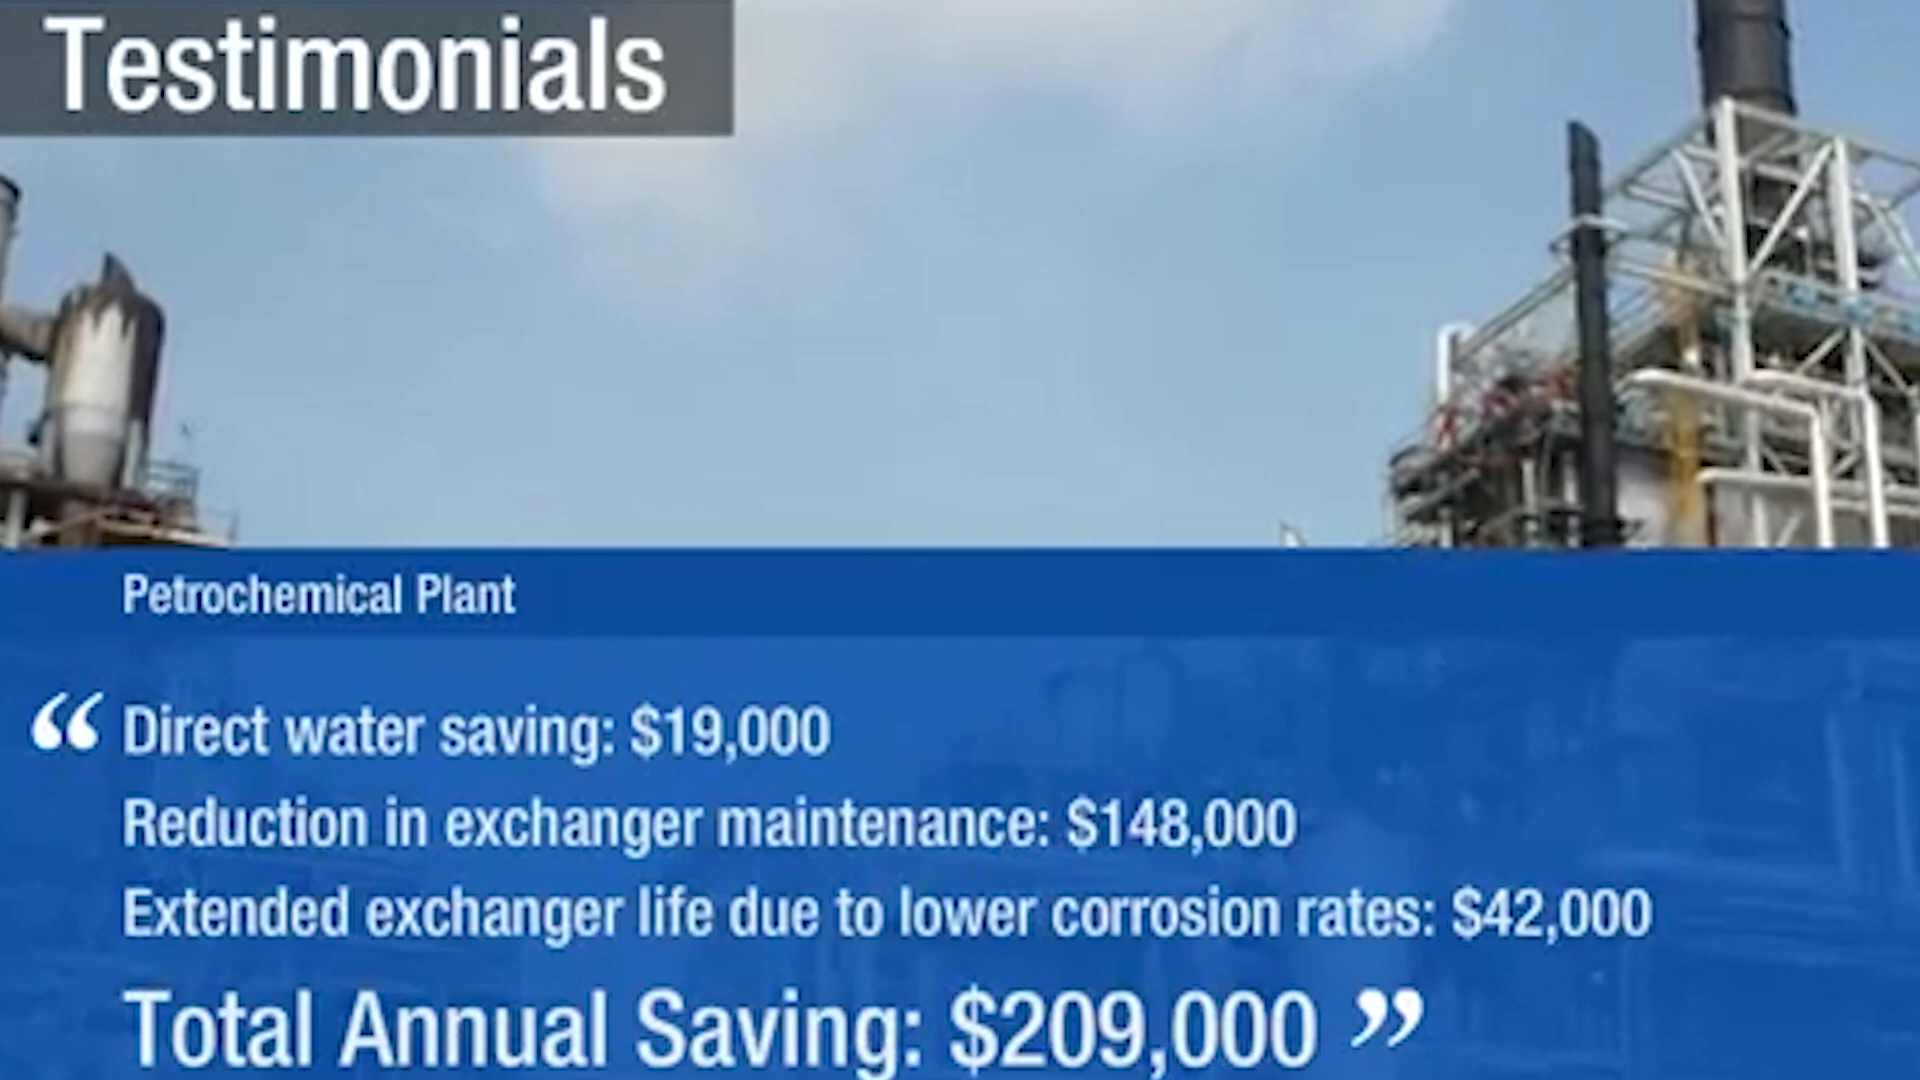 Testimonials
Petrochemical Plant
“ Direct water saving: $19,000
Reduction in exchanger maintenance: $148,000
Extended exchanger life due to lower corrosion rates: $42,000
Total Annual Saving: $209,000 ”